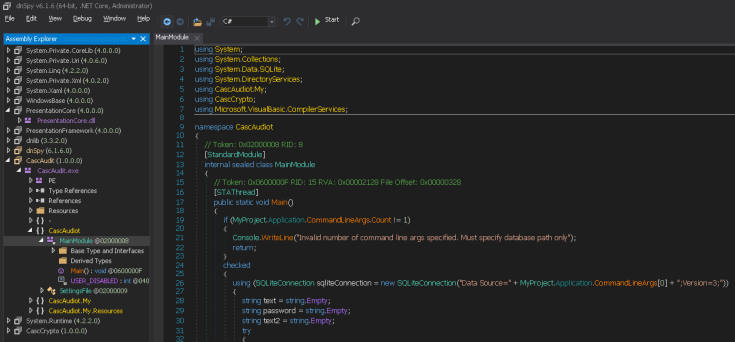 dnSpy v6.1.6 (64-bit, .NET Core, Administrator)
File Edit View Debug Window Help C# Start
Assembly Explorer
System.Private.CoreLib (4.0.0.0)
System.Private.Uri (4.0.6.0)
System.Linq (4.2.2.0)
System.Private.Xml (4.0.2.0)
System.Xaml (4.0.0.0)
WindowsBase (4.0.0.0)
PresentationCore (4.0.0.0)
PresentationCore.dll
PresentationFramework (4.0.0.0)
dnlib (3.3.2.0)
dnSpy (6.1.6.0)
CascAudit (1.0.0.0)
CascAudit.exe
PE
Type References
References
Resources
{ } -
{ } CascAudiot
MainModule @02000008
Base Type and Interfaces
Derived Types
Main() : void @0600000F
USER_DISABLED : int @040
SettingsFile @02000009
{ } CascAudiot.My
{ } CascAudiot.My.Resources
System.Runtime (4.2.2.0)
CascCrypto (1.0.0.0)
MainModule
1 using System;
2 using System.Collections;
3 using System.Data.SQLite;
4 using System.DirectoryServices;
5 using CascAudiot.My;
6 using CascCrypto;
7 using Microsoft.VisualBasic.CompilerServices;
8
9 namespace CascAudiot
10 {
11 // Token: 0x02000008 RID: 8
12 [StandardModule]
13 internal sealed class MainModule
14 {
15 // Token: 0x0600000F RID: 15 RVA: 0x00002128 File Offset: 0x00000328
16 [STAThread]
17 public static void Main()
18 {
19 if (MyProject.Application.CommandLineArgs.Count != 1)
20 {
21 Console.WriteLine("Invalid number of command line args specified. Must specify database path only");
22 return;
23 }
24 checked
25 {
26 using (SQLiteConnection sqliteConnection = new SQLiteConnection("Data Source=" + MyProject.Application.CommandLineArgs[0] + ";Version=3;"))
27 {
28 string text = string.Empty;
29 string password = string.Empty;
30 string text2 = string.Empty;
31 try
32 {